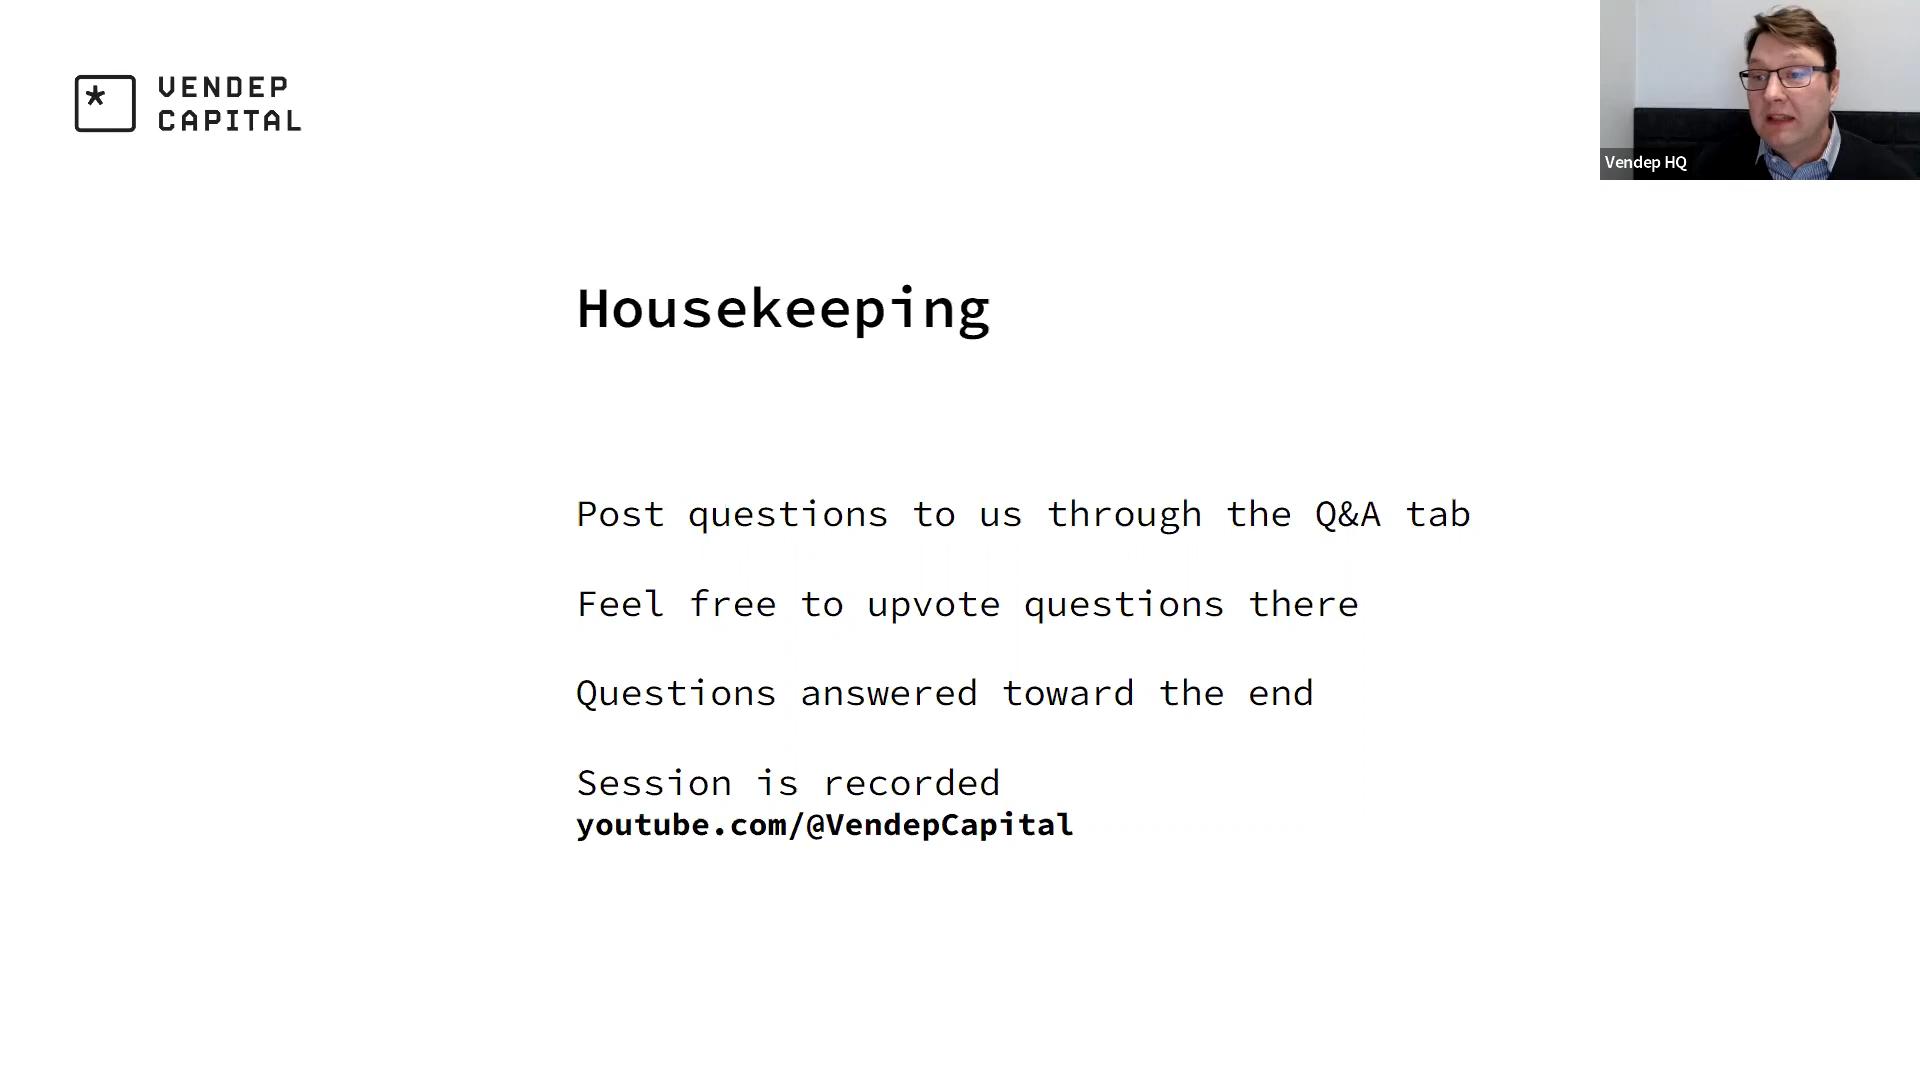 *
VENDEP
CAPITAL
Vendep HQ
Housekeeping
Post questions to us through the Q&A tab
Feel free to upvote questions there
Questions answered toward the end
Session is recorded
youtube.com/@VendepCapital